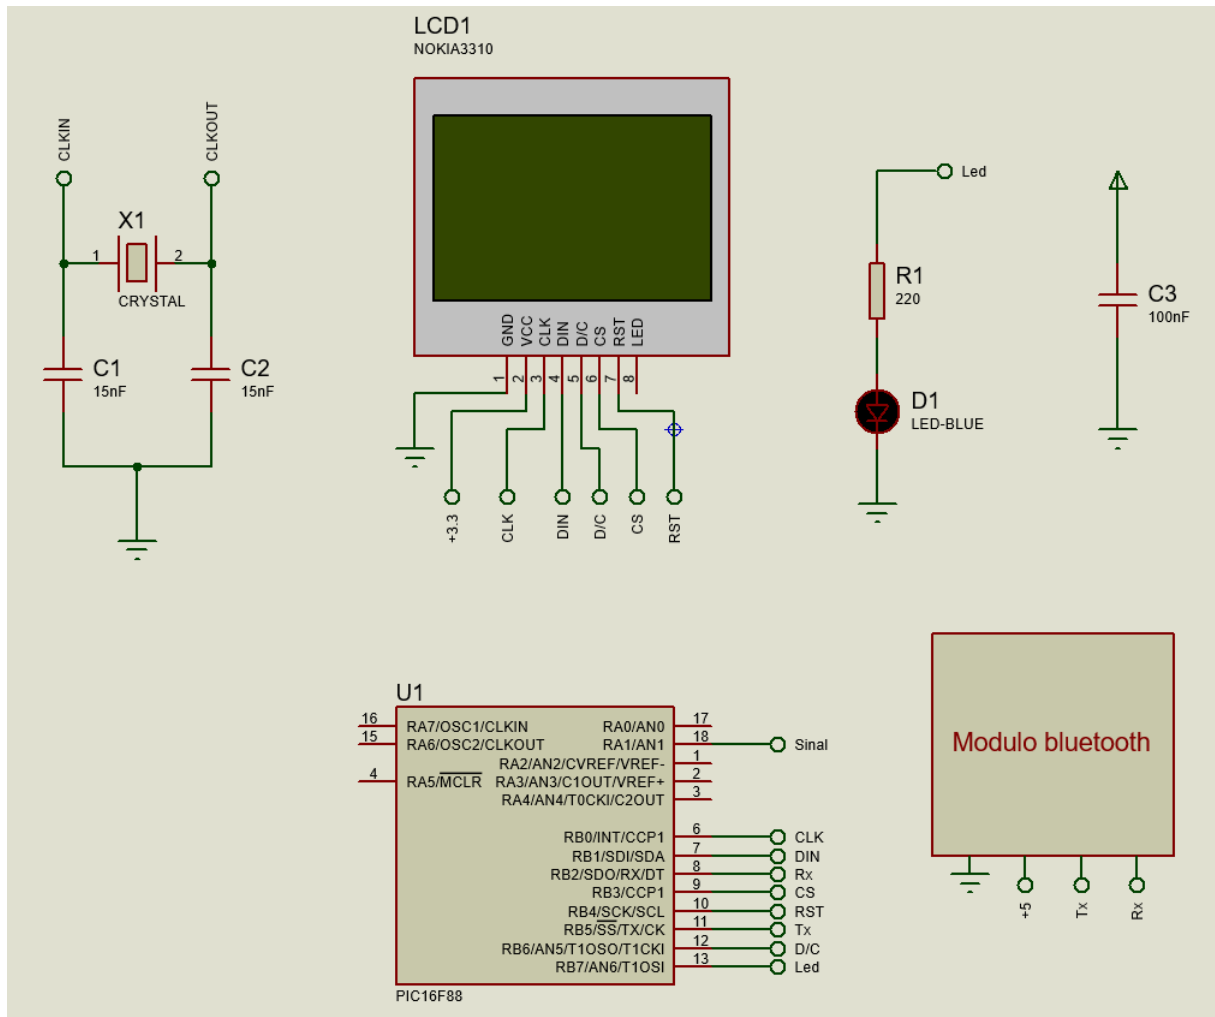 LCD1
NOKIA3310
CLKIN
CLKOUT
X1
1
2
CRYSTAL
C1
15nF
C2
15nF
GND
VCC
CLK
DIN
D/C
CS
RST
LED
1
2
3
4
5
6
7
8
+3.3
CLK
DIN
D/C
CS
RST
Led
R1
220
D1
LED-BLUE
C3
100nF
U1
16
RA7/OSC1/CLKIN
15
RA6/OSC2/CLKOUT
4
RA5/MCLR
RA0/AN0
17
RA1/AN1
18
Sinal
RA2/AN2/CVREF/VREF-
1
RA3/AN3/C1OUT/VREF+
2
RA4/AN4/T0CKI/C2OUT
3
RB0/INT/CCP1
6
CLK
RB1/SDI/SDA
7
DIN
RB2/SDO/RX/DT
8
Rx
RB3/CCP1
9
CS
RB4/SCK/SCL
10
RST
RB5/SS/TX/CK
11
Tx
RB6/AN5/T1OSO/T1CKI
12
D/C
RB7/AN6/T1OSI
13
Led
PIC16F88
Modulo bluetooth
+5
Tx
Rx